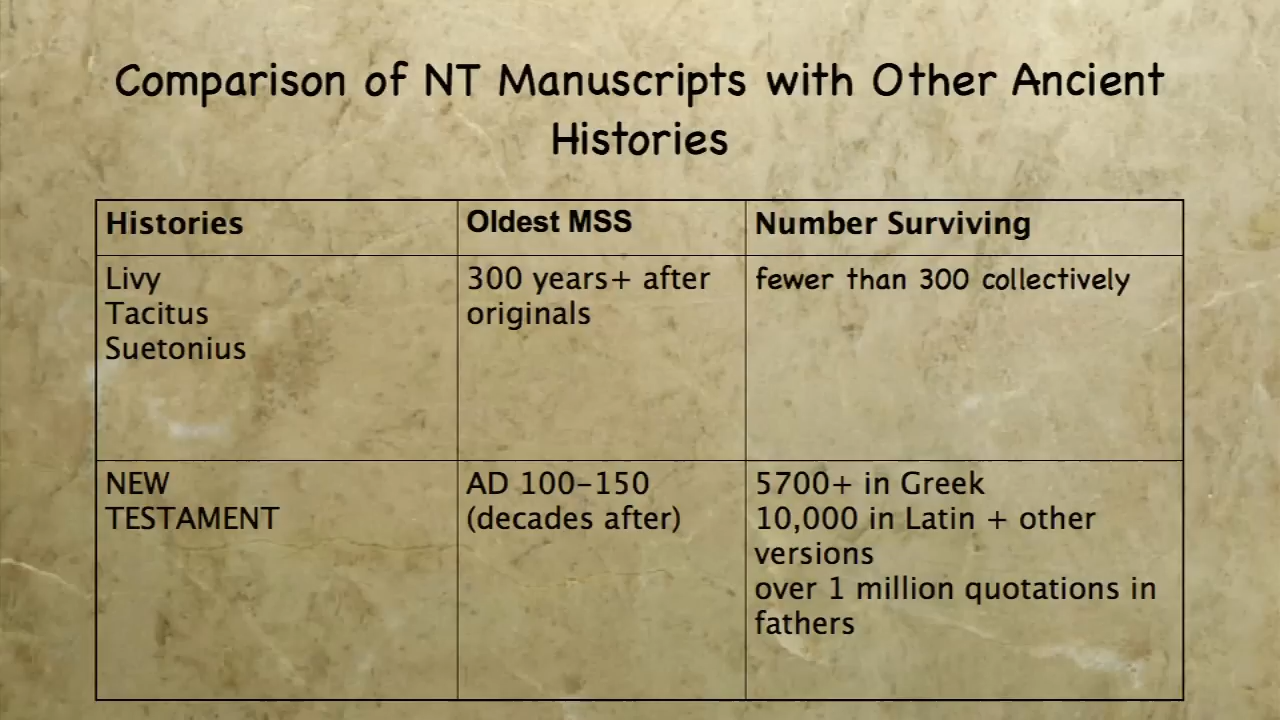 Comparison of NT Manuscripts with Other Ancient
Histories
Histories
Oldest MSS
Number Surviving
Livy
Tacitus
Suetonius
300 years+ after
originals
fewer than 300 collectively
NEW
TESTAMENT
AD 100-150
(decades after)
5700+ in Greek
10,000 in Latin + other
versions
over 1 million quotations in
fathers